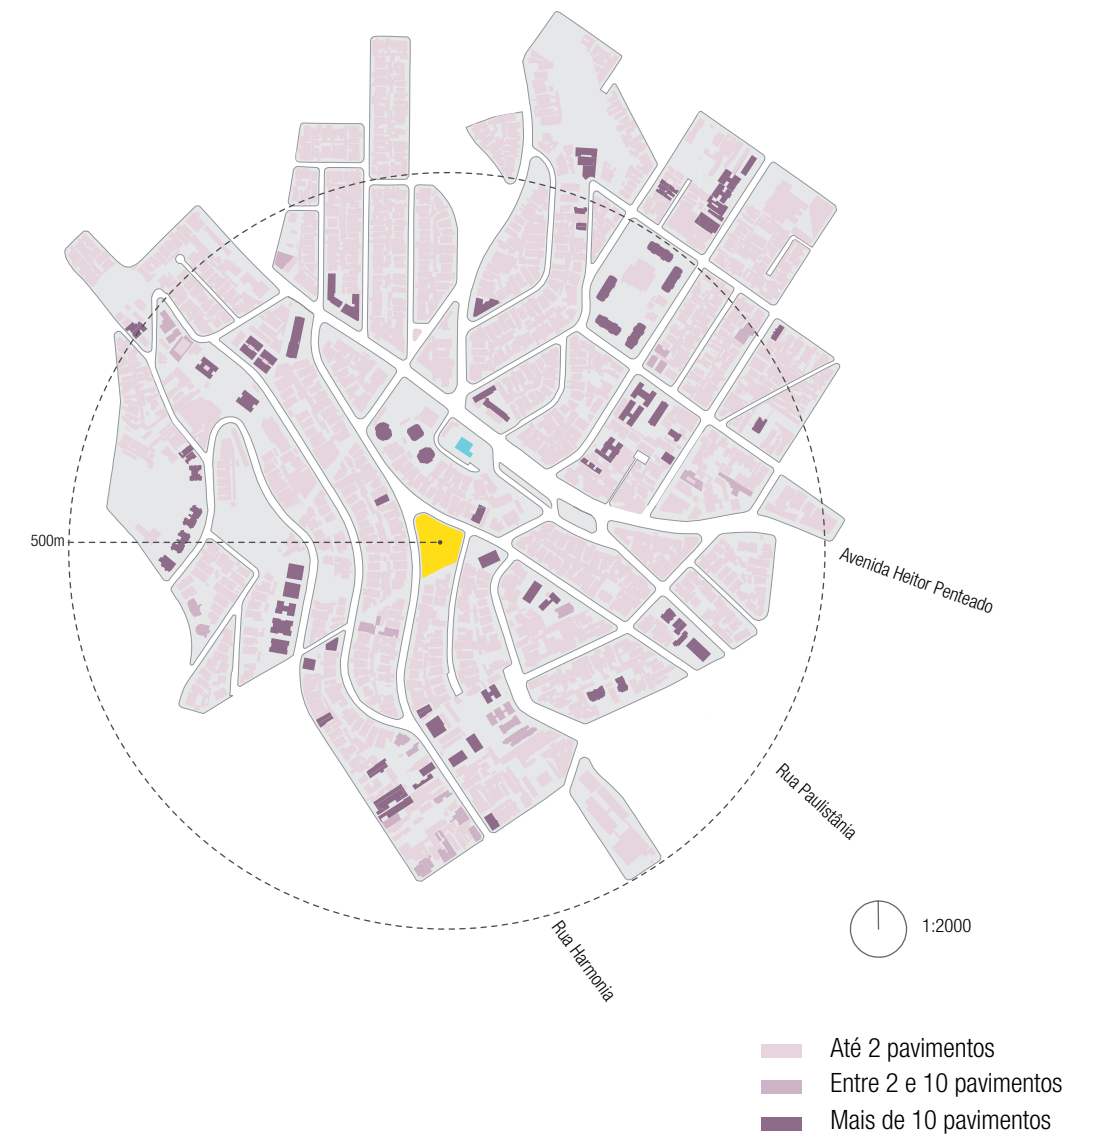 500m
Avenida Heitor Penteado
Rua Paulistânia
Rua Harmonia
1:2000
Até 2 pavimentos
Entre 2 e 10 pavimentos
Mais de 10 pavimentos